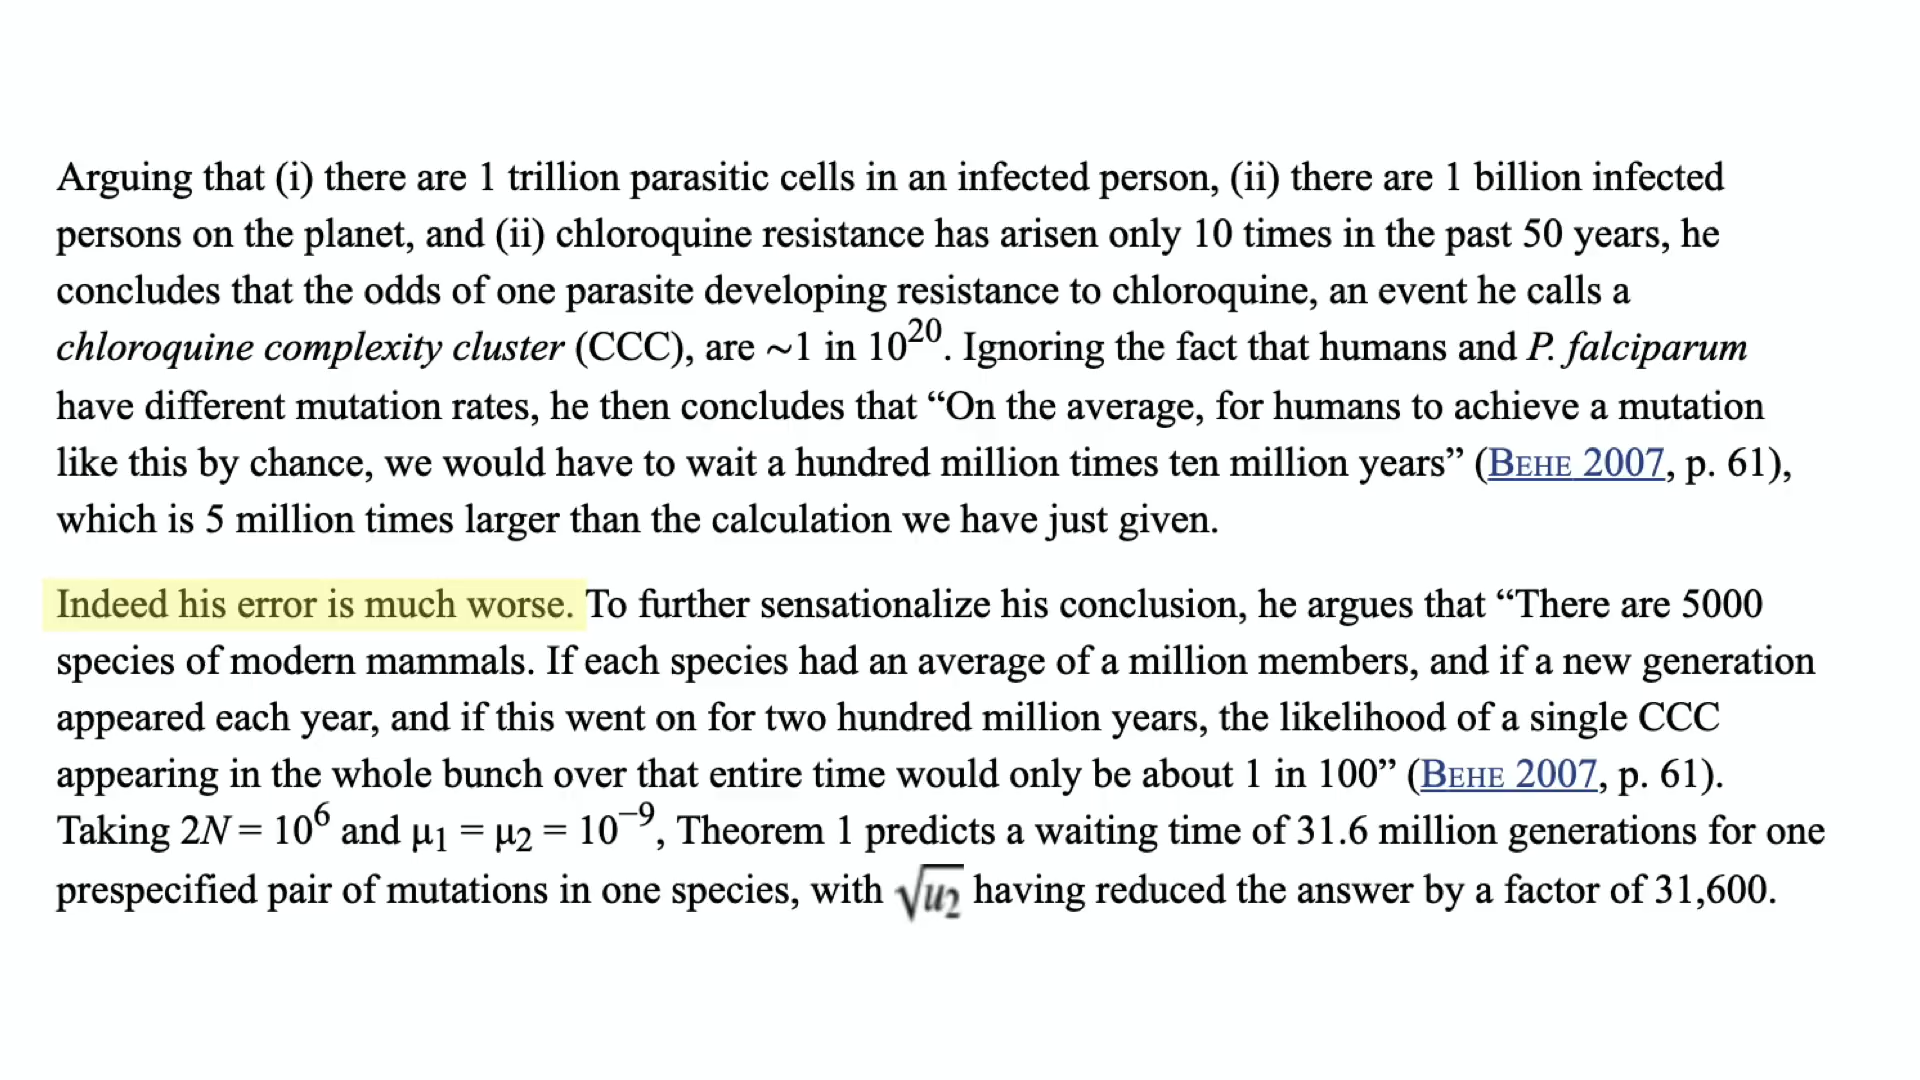 Arguing that (i) there are 1 trillion parasitic cells in an infected person, (ii) there are 1 billion infected
persons on the planet, and (ii) chloroquine resistance has arisen only 10 times in the past 50 years, he
concludes that the odds of one parasite developing resistance to chloroquine, an event he calls a
chloroquine complexity cluster (CCC), are ~1 in 10²⁰. Ignoring the fact that humans and P. falciparum
have different mutation rates, he then concludes that “On the average, for humans to achieve a mutation
like this by chance, we would have to wait a hundred million times ten million years” (BEHE 2007, p. 61),
which is 5 million times larger than the calculation we have just given.
Indeed his error is much worse. To further sensationalize his conclusion, he argues that “There are 5000
species of modern mammals. If each species had an average of a million members, and if a new generation
appeared each year, and if this went on for two hundred million years, the likelihood of a single CCC
appearing in the whole bunch over that entire time would only be about 1 in 100” (BEHE 2007, p. 61).
Taking 2N = 10⁶ and μ₁ = μ₂ = 10⁻⁹, Theorem 1 predicts a waiting time of 31.6 million generations for one
prespecified pair of mutations in one species, with √u₂ having reduced the answer by a factor of 31,600.